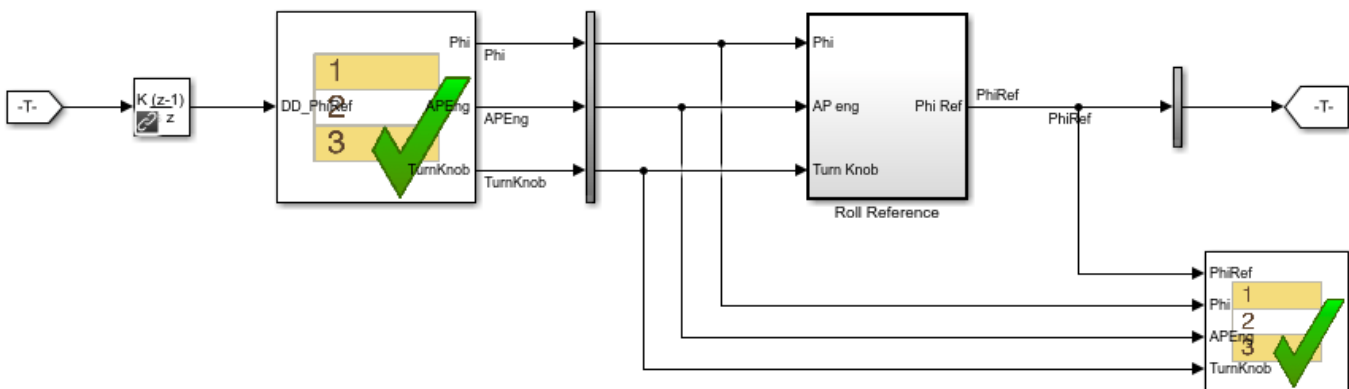 -T-
K (z-1)
z
DD_PhiRef
1
2
3
Phi
APEng
TurnKnob
Phi
APEng
TurnKnob
Phi
AP eng
Turn Knob
Phi Ref
Roll Reference
PhiRef
PhiRef
-T-
PhiRef
Phi
APEng
TurnKnob
1
2
3